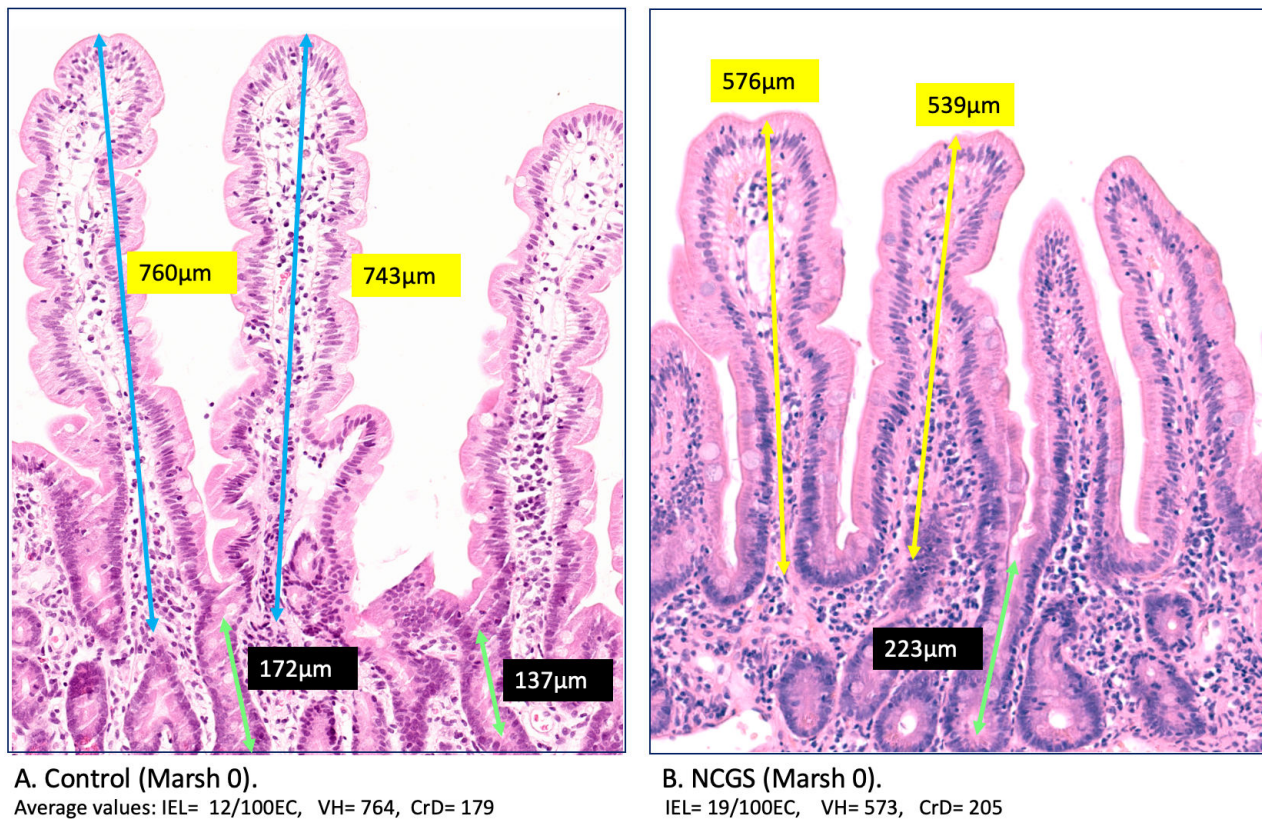 760µm
743µm
172µm
137µm
A. Control (Marsh 0).
Average values: IEL= 12/100EC, VH= 764, CrD= 179
576µm
539µm
223µm
B. NCGS (Marsh 0).
IEL= 19/100EC, VH= 573, CrD= 205